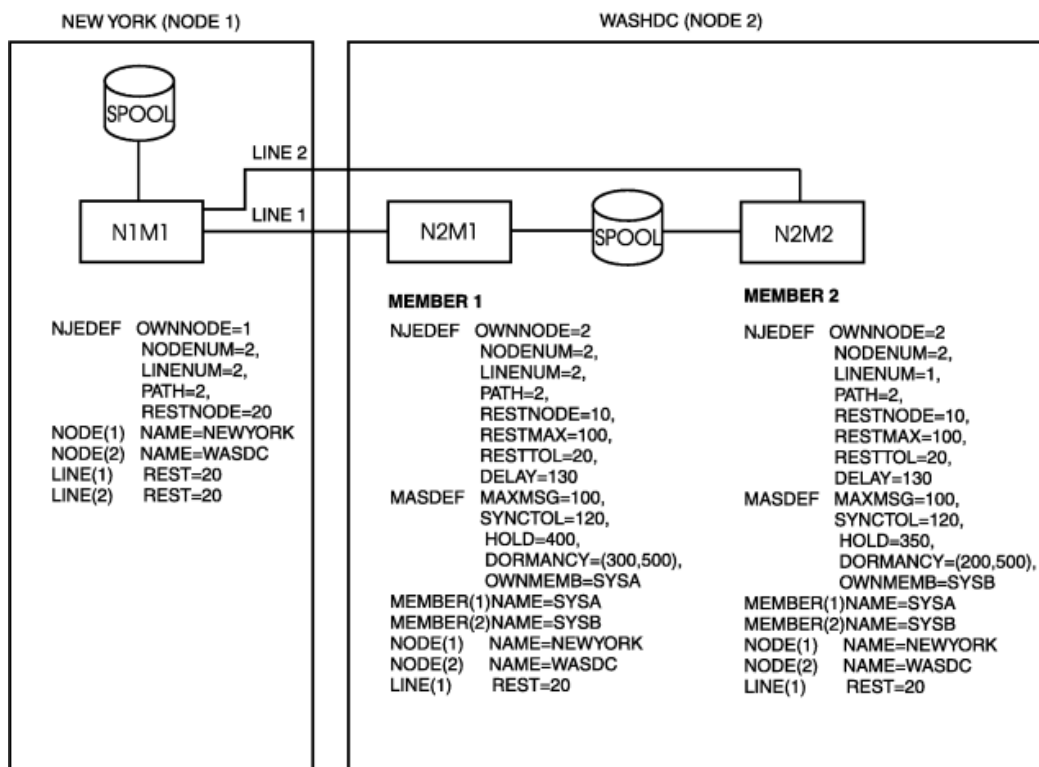 NEW YORK (NODE 1)
WASHDC (NODE 2)
SPOOL
LINE 2
LINE 1
N1M1
N2M1
SPOOL
N2M2
NJEDEF OWNNODE=1
NODENUM=2,
LINENUM=2,
PATH=2,
RESTNODE=20
NODE(1) NAME=NEWYORK
NODE(2) NAME=WASDC
LINE(1) REST=20
LINE(2) REST=20
MEMBER 1
NJEDEF OWNNODE=2
NODENUM=2,
LINENUM=2,
PATH=2,
RESTNODE=10,
RESTMAX=100,
RESTTOL=20,
DELAY=130
MASDEF MAXMSG=100,
SYNCTOL=120,
HOLD=400,
DORMANCY=(300,500),
OWNMEMB=SYSA
MEMBER(1)NAME=SYSA
MEMBER(2)NAME=SYSB
NODE(1) NAME=NEWYORK
NODE(2) NAME=WASDC
LINE(1) REST=20
MEMBER 2
NJEDEF OWNNODE=2
NODENUM=2,
LINENUM=1,
PATH=2,
RESTNODE=10,
RESTMAX=100,
RESTTOL=20,
DELAY=130
MASDEF MAXMSG=100,
SYNCTOL=120,
HOLD=350,
DORMANCY=(200,500),
OWNMEMB=SYSB
MEMBER(1)NAME=SYSA
MEMBER(2)NAME=SYSB
NODE(1) NAME=NEWYORK
NODE(2) NAME=WASDC
LINE(1) REST=20